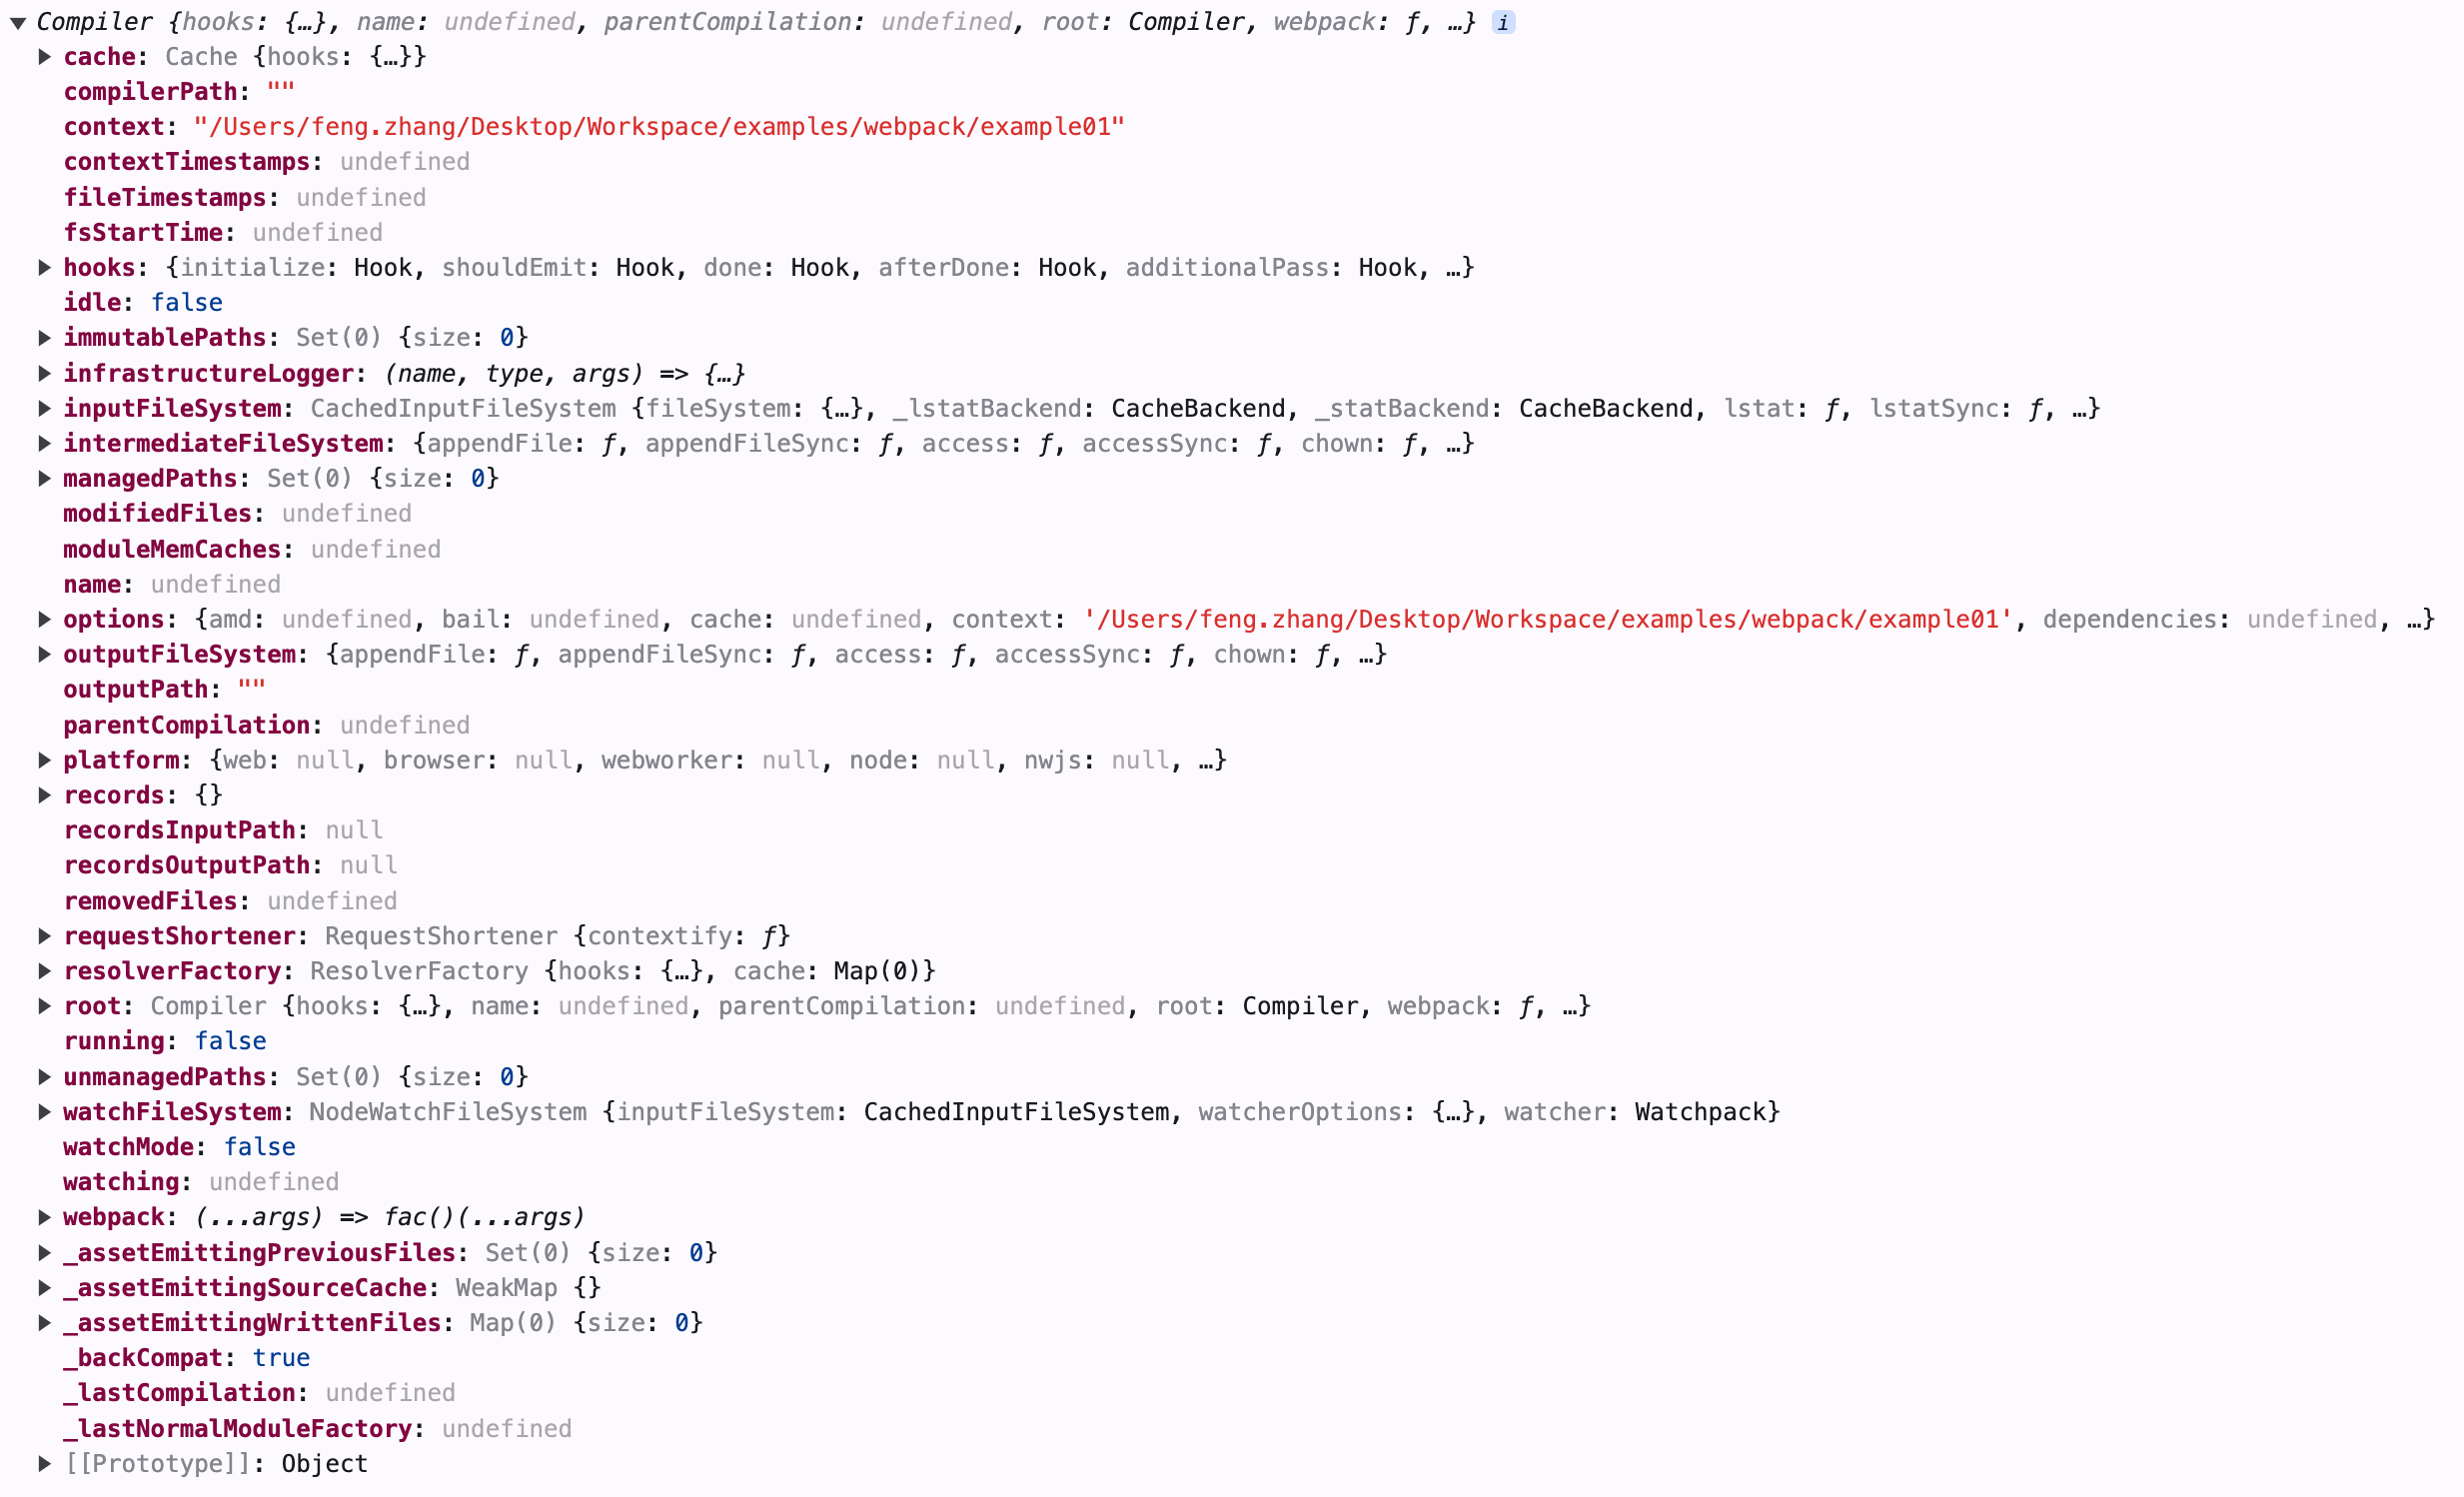 Compiler {hooks: {…}, name: undefined, parentCompilation: undefined, root: Compiler, webpack: ƒ, …} i
cache: Cache {hooks: {…}}
compilerPath: ""
context: "/Users/feng.zhang/Desktop/Workspace/examples/webpack/example01"
contextTimestamps: undefined
fileTimestamps: undefined
fsStartTime: undefined
hooks: {initialize: Hook, shouldEmit: Hook, done: Hook, afterDone: Hook, additionalPass: Hook, …}
idle: false
immutablePaths: Set(0) {size: 0}
infrastructureLogger: (name, type, args) => {…}
inputFileSystem: CachedInputFileSystem {fileSystem: {…}, _lstatBackend: CacheBackend, _statBackend: CacheBackend, lstat: ƒ, lstatSync: ƒ, …}
intermediateFileSystem: {appendFile: ƒ, appendFileSync: ƒ, access: ƒ, accessSync: ƒ, chown: ƒ, …}
managedPaths: Set(0) {size: 0}
modifiedFiles: undefined
moduleMemCaches: undefined
name: undefined
options: {amd: undefined, bail: undefined, cache: undefined, context: '/Users/feng.zhang/Desktop/Workspace/examples/webpack/example01', dependencies: undefined, …}
outputFileSystem: {appendFile: ƒ, appendFileSync: ƒ, access: ƒ, accessSync: ƒ, chown: ƒ, …}
outputPath: ""
parentCompilation: undefined
platform: {web: null, browser: null, webworker: null, node: null, nwjs: null, …}
records: {}
recordsInputPath: null
recordsOutputPath: null
removedFiles: undefined
requestShortener: RequestShortener {contextify: ƒ}
resolverFactory: ResolverFactory {hooks: {…}, cache: Map(0)}
root: Compiler {hooks: {…}, name: undefined, parentCompilation: undefined, root: Compiler, webpack: ƒ, …}
running: false
unmanagedPaths: Set(0) {size: 0}
watchFileSystem: NodeWatchFileSystem {inputFileSystem: CachedInputFileSystem, watcherOptions: {…}, watcher: Watchpack}
watchMode: false
watching: undefined
webpack: (...args) => fac()(...args)
_assetEmittingPreviousFiles: Set(0) {size: 0}
_assetEmittingSourceCache: WeakMap {}
_assetEmittingWrittenFiles: Map(0) {size: 0}
_backCompat: true
_lastCompilation: undefined
_lastNormalModuleFactory: undefined
[[Prototype]]: Object